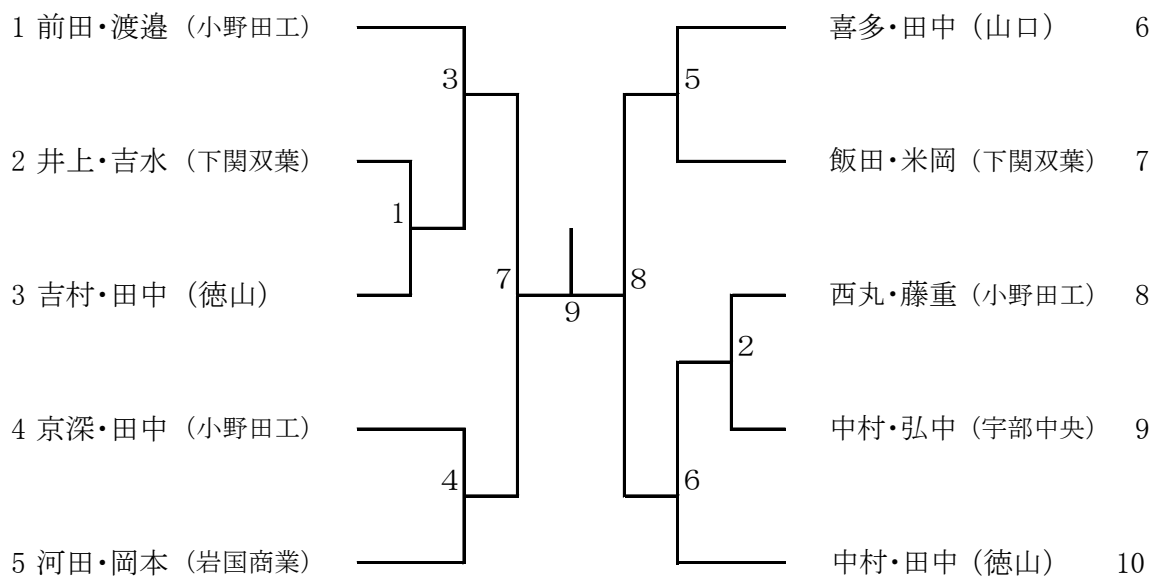 1 前田・渡邉 (小野田工)
3
2 井上・吉水 (下関双葉)
1
3 吉村・田中 (徳山)
7
4 京深・田中 (小野田工)
4
5 河田・岡本 (岩国商業)
9
喜多・田中 (山口) 6
5
飯田・米岡 (下関双葉) 7
8
西丸・藤重 (小野田工) 8
2
中村・弘中 (宇部中央) 9
6
中村・田中 (徳山) 10